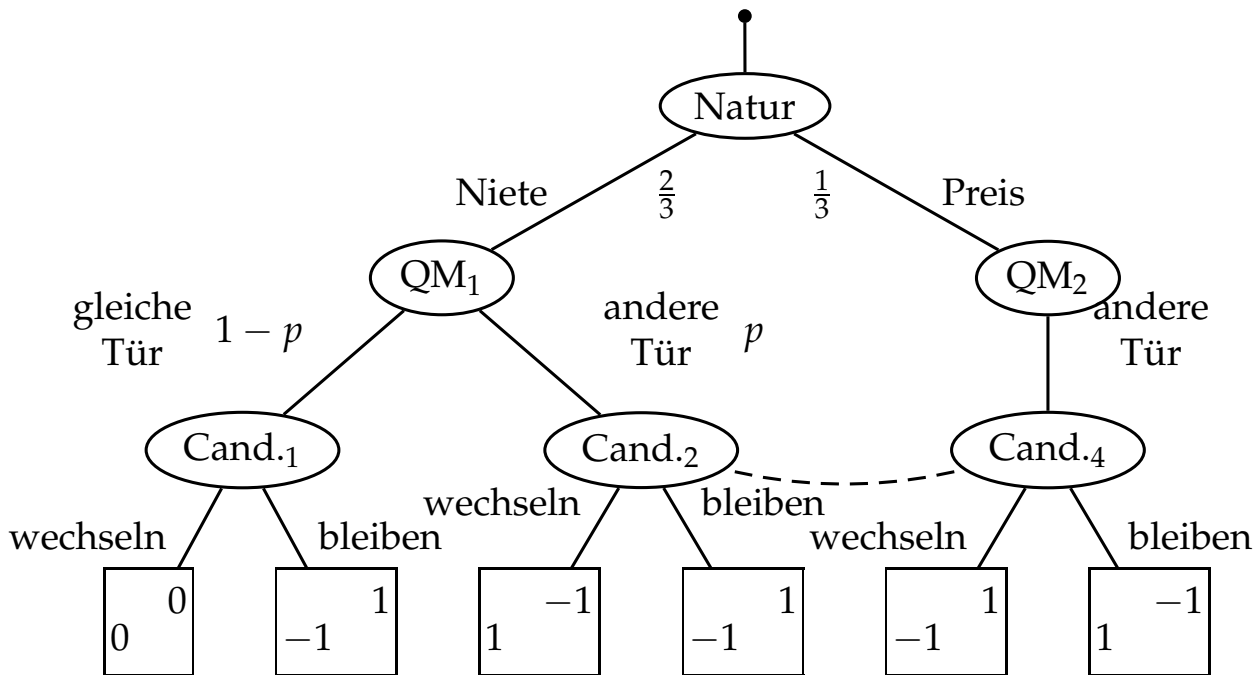 Natur
Niete 2/3 1/3 Preis
QM₁ QM₂
gleiche Tür 1 − p andere Tür p andere Tür
Cand.₁ Cand.₂ Cand.₄
wechseln bleiben wechseln bleiben wechseln bleiben
0 1 −1 1 1 −1
0 −1 1 −1 −1 1